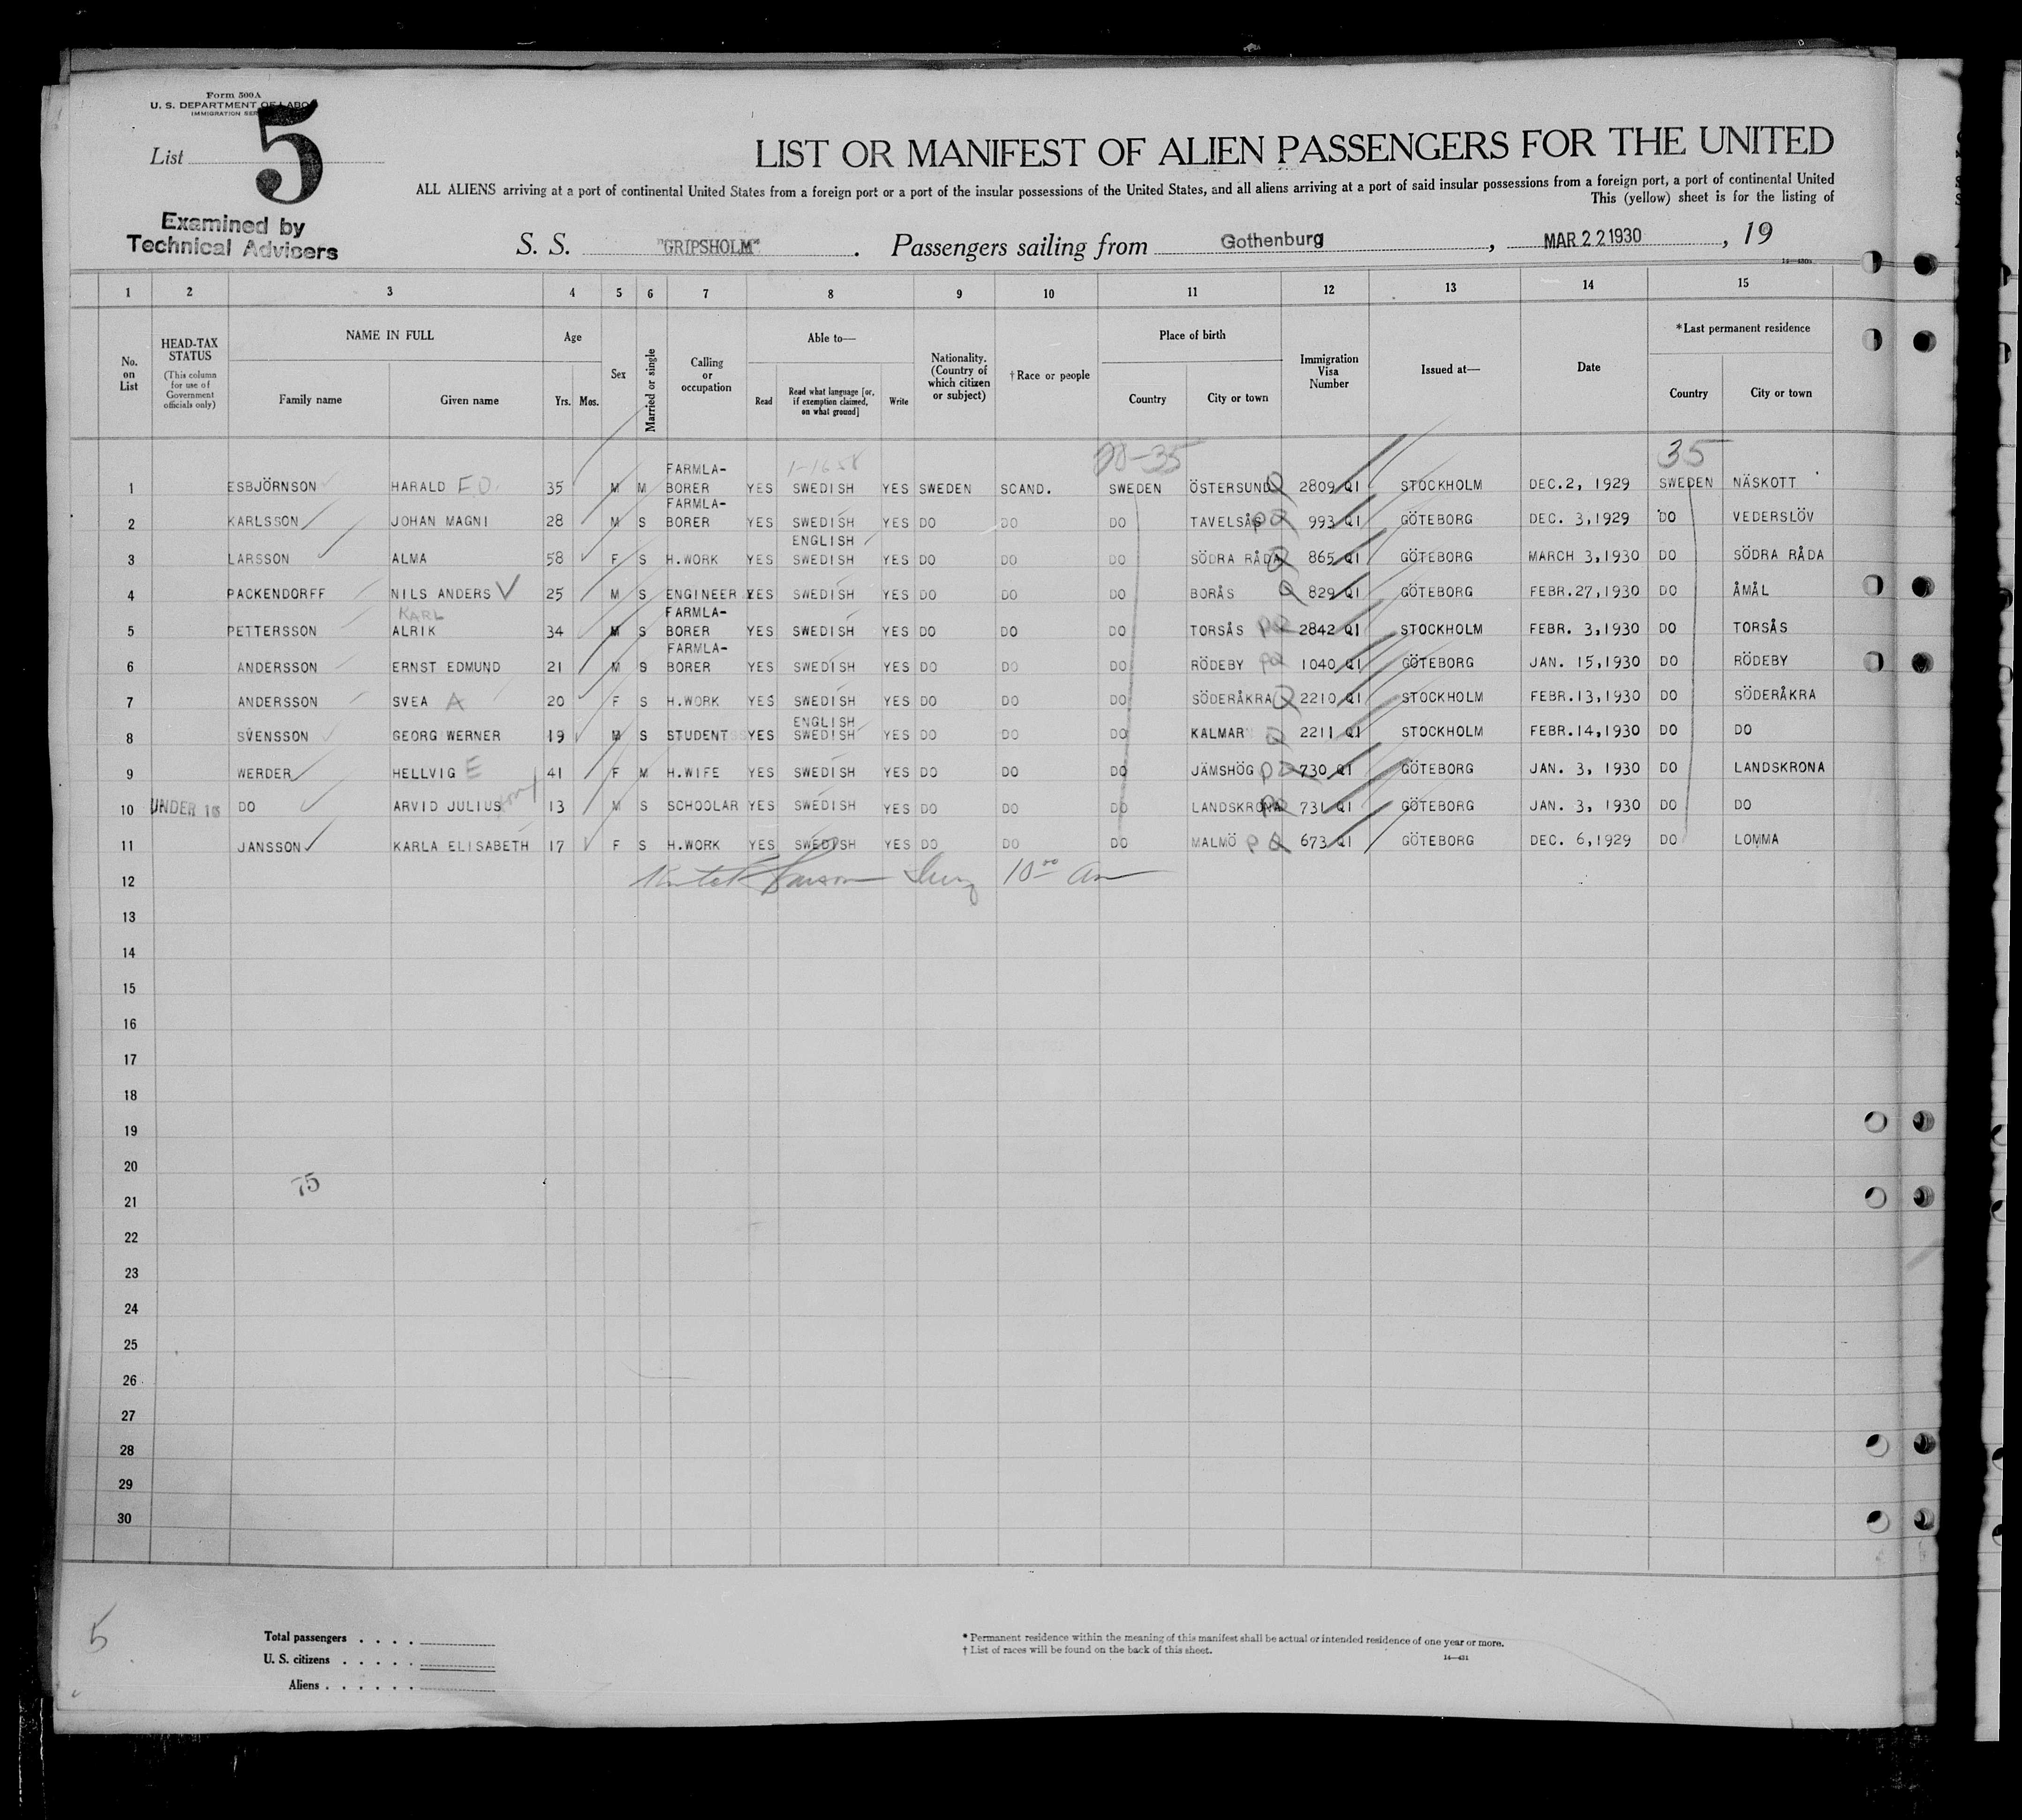 Form 500A
U. S. DEPARTMENT OF LABOR
IMMIGRATION SER
List 5
LIST OR MANIFEST OF ALIEN PASSENGERS FOR THE UNITED
ALL ALIENS arriving at a port of continental United States from a foreign port or a port of the insular possessions of the United States, and all aliens arriving at a port of said insular possessions from a foreign port, a port of continental United
This (yellow) sheet is for the listing of
Examined by
Technical Advisers
S. S. "GRIPSHOLM". Passengers sailing from Gothenburg, MAR 22 1930, 19
1 2 3 4 5 6 7 8 9 10 11 12 13 14 15
No. on List
HEAD-TAX STATUS (This column for use of Government officials only)
NAME IN FULL Family name Given name
Age Yrs. Mos.
Sex
Married or single
Calling or occupation
Able to— Read Read what language [or, if exemption claimed, on what ground] Write
Nationality. (Country of which citizen or subject)
† Race or people
Place of birth Country City or town
Immigration Visa Number
Issued at—
Date
* Last permanent residence Country City or town
1-1658 35
1 ESBJÖRNSON HARALD E.O. 35 M M FARMLA-BORER YES SWEDISH YES SWEDEN SCAND. SWEDEN ÖSTERSUND Q 2809 QI STOCKHOLM DEC.2, 1929 SWEDEN NÄSKOTT
2 KARLSSON JOHAN MAGNI 28 M S FARMLA-BORER YES SWEDISH YES DO DO DO TAVELSÅS PQ 993 QI GÖTEBORG DEC. 3,1929 DO VEDERSLÖV
3 LARSSON ALMA 58 F S H.WORK YES ENGLISH SWEDISH YES DO DO DO SÖDRA RÅDA Q 865 QI GÖTEBORG MARCH 3,1930 DO SÖDRA RÅDA
4 PACKENDORFF NILS ANDERS V 25 M S ENGINEER YES SWEDISH YES DO DO DO BORÅS Q 829 QI GÖTEBORG FEBR.27,1930 DO ÅMÅL
5 PETTERSSON KARL ALRIK 34 M S FARMLA-BORER YES SWEDISH YES DO DO DO TORSÅS PQ 2842 QI STOCKHOLM FEBR. 3,1930 DO TORSÅS
6 ANDERSSON ERNST EDMUND 21 M S FARMLA-BORER YES SWEDISH YES DO DO DO RÖDEBY PQ 1040 QI GÖTEBORG JAN. 15,1930 DO RÖDEBY
7 ANDERSSON SVEA A 20 F S H.WORK YES SWEDISH YES DO DO DO SÖDERÅKRA Q 2210 QI STOCKHOLM FEBR.13,1930 DO SÖDERÅKRA
8 SVENSSON GEORG WERNER 19 M S STUDENT YES ENGLISH SWEDISH YES DO DO DO KALMAR Q 2211 QI STOCKHOLM FEBR.14,1930 DO DO
9 WERDER HELLVIG E 41 F M H.WIFE YES SWEDISH YES DO DO DO JÄMSHÖG PQ 730 QI GÖTEBORG JAN. 3, 1930 DO LANDSKRONA
10 UNDER 16 DO ARVID JULIUS 13 M S SCHOOLAR YES SWEDISH YES DO DO DO LANDSKRONA PQ 731 QI GÖTEBORG JAN. 3, 1930 DO DO
11 JANSSON KARLA ELISABETH 17 F S H.WORK YES SWEDISH YES DO DO DO MALMÖ PQ 673 QI GÖTEBORG DEC. 6,1929 DO LOMMA
12
13
14
15
16
17
18
19
20
75
21
22
23
24
25
26
27
28
29
30
5
Total passengers . . . .
U. S. citizens . . . . .
Aliens . . . . . .
* Permanent residence within the meaning of this manifest shall be actual or intended residence of one year or more.
† List of races will be found on the back of this sheet.
14—431